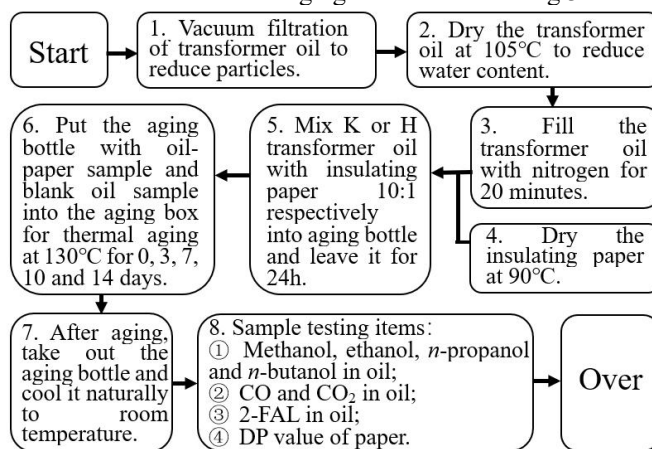 Start
1. Vacuum filtration
of transformer oil to
reduce particles.
2. Dry the transformer
oil at 105°C to reduce
water content.
3. Fill the
transformer oil
with nitrogen for
20 minutes.
4. Dry the
insulating paper
at 90°C.
5. Mix K or H
transformer oil
with insulating
paper 10:1
respectively
into aging bottle
and leave it for
24h.
6. Put the aging
bottle with oil-
paper sample and
blank oil sample
into the aging box
for thermal aging
at 130°C for 0, 3, 7,
10 and 14 days.
7. After aging,
take out the
aging bottle and
cool it naturally
to room
temperature.
8. Sample testing items:
① Methanol, ethanol, n-propanol
and n-butanol in oil;
② CO and CO₂ in oil;
③ 2-FAL in oil;
④ DP value of paper.
Over